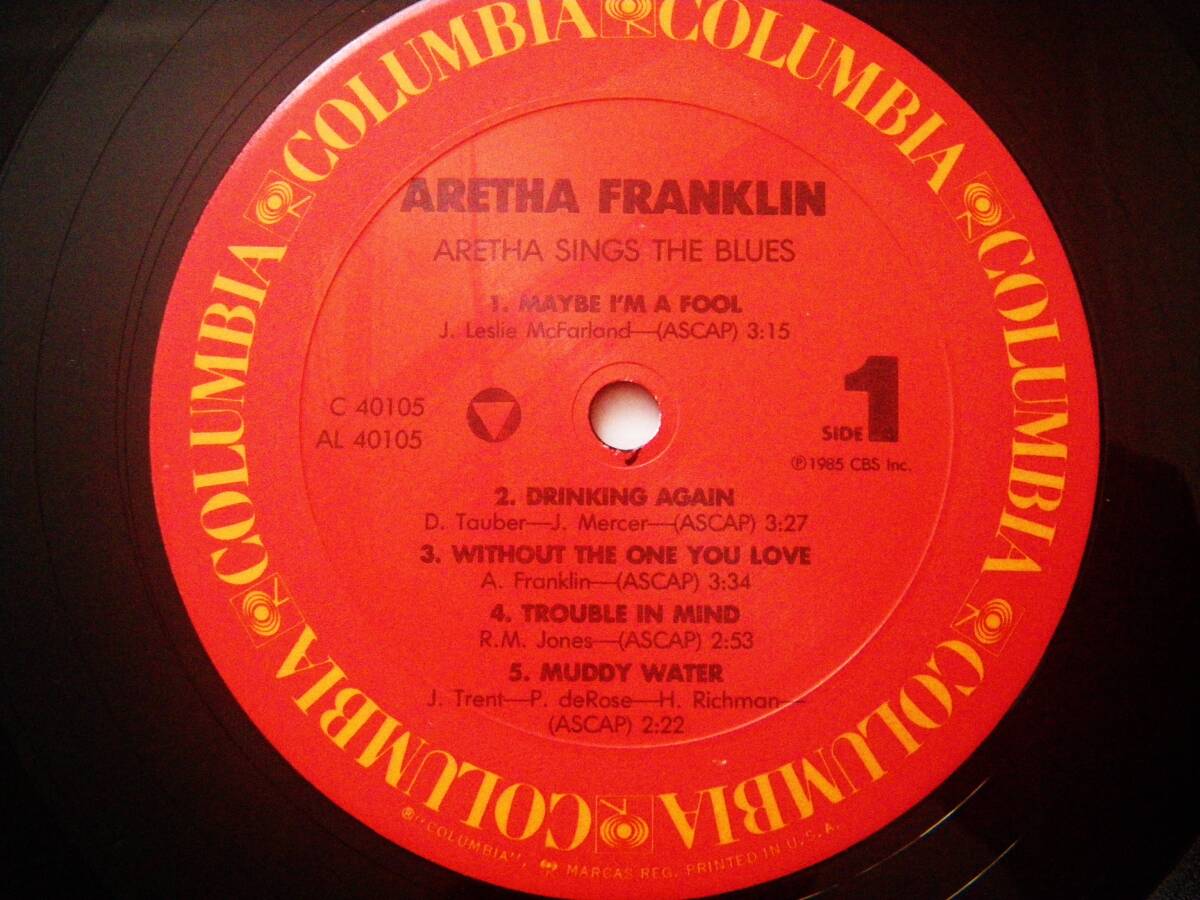 COLUMBIA COLUMBIA COLUMBIA COLUMBIA COLUMBIA COLUMBIA COLUMBIA COLUMBIA
ARETHA FRANKLIN
ARETHA SINGS THE BLUES
1. MAYBE I'M A FOOL
J. Leslie McFarland—(ASCAP) 3:15
C 40105
AL 40105
SIDE 1
℗1985 CBS Inc.
2. DRINKING AGAIN
D. Tauber—J. Mercer—(ASCAP) 3:27
3. WITHOUT THE ONE YOU LOVE
A. Franklin—(ASCAP) 3:34
4. TROUBLE IN MIND
R.M. Jones—(ASCAP) 2:53
5. MUDDY WATER
J. Trent—P. deRose—H. Richman—
(ASCAP) 2:22
®"COLUMBIA", MARCAS REG. PRINTED IN U.S.A.